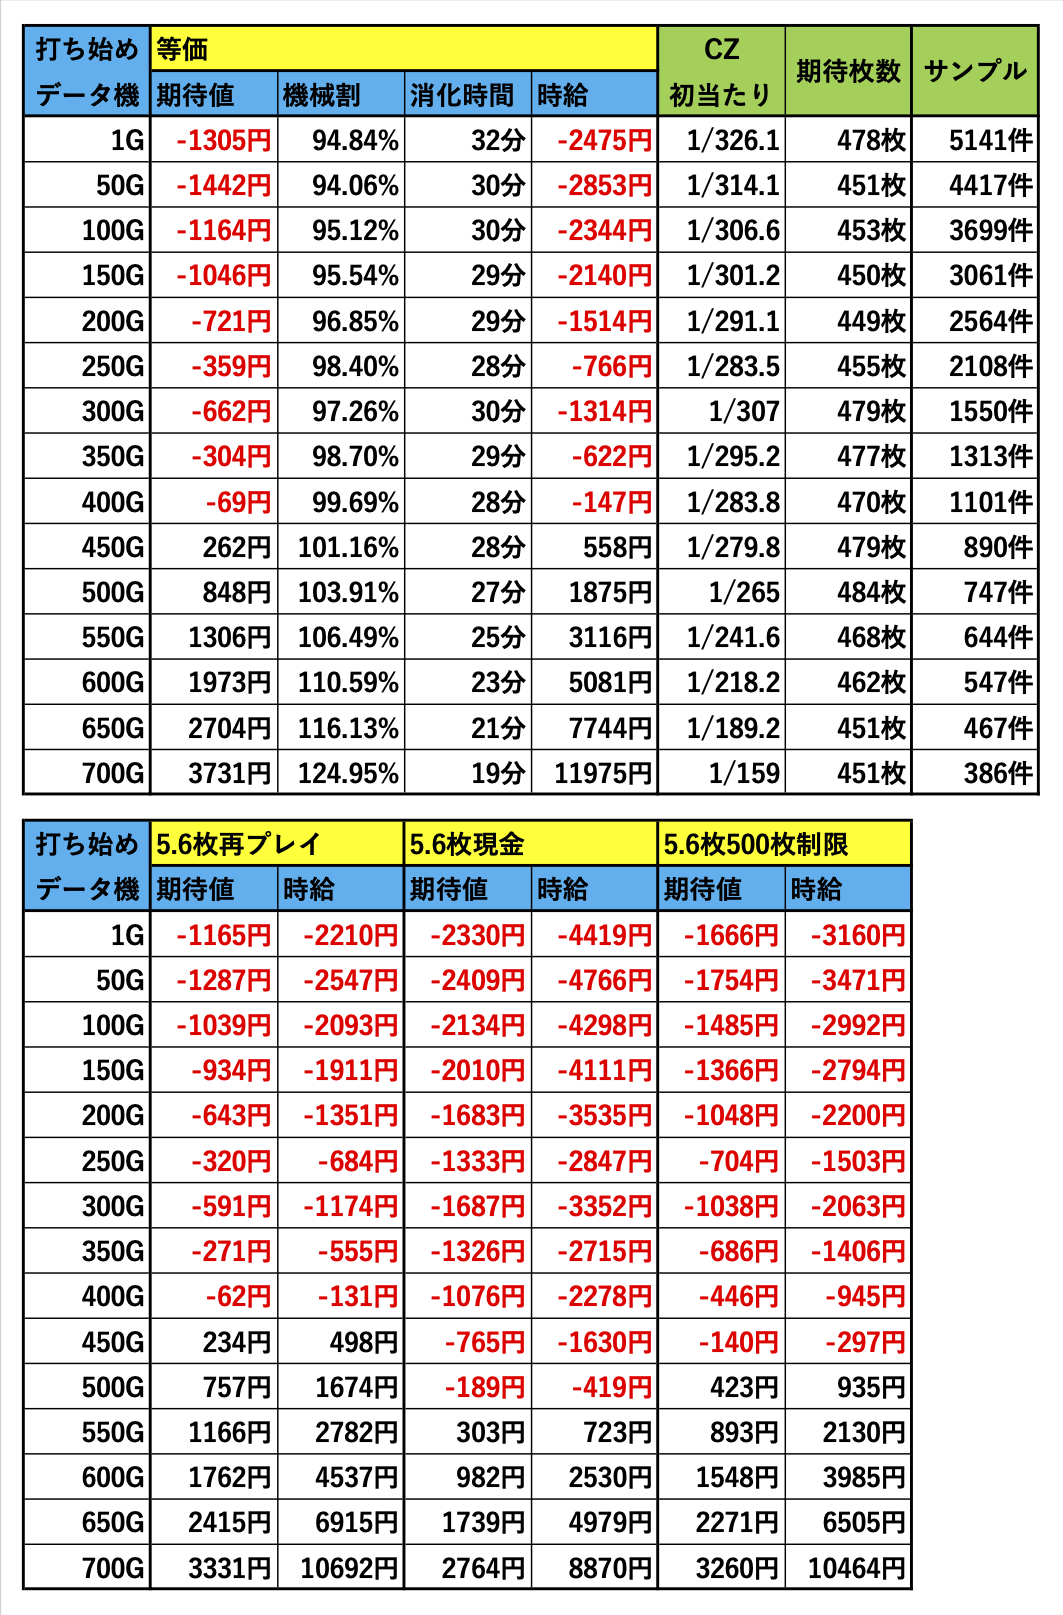 打ち始め 等価 CZ 期待枚数 サンプル
データ機 期待値 機械割 消化時間 時給 初当たり
1G -1305円 94.84% 32分 -2475円 1/326.1 478枚 5141件
50G -1442円 94.06% 30分 -2853円 1/314.1 451枚 4417件
100G -1164円 95.12% 30分 -2344円 1/306.6 453枚 3699件
150G -1046円 95.54% 29分 -2140円 1/301.2 450枚 3061件
200G -721円 96.85% 29分 -1514円 1/291.1 449枚 2564件
250G -359円 98.40% 28分 -766円 1/283.5 455枚 2108件
300G -662円 97.26% 30分 -1314円 1/307 479枚 1550件
350G -304円 98.70% 29分 -622円 1/295.2 477枚 1313件
400G -69円 99.69% 28分 -147円 1/283.8 470枚 1101件
450G 262円 101.16% 28分 558円 1/279.8 479枚 890件
500G 848円 103.91% 27分 1875円 1/265 484枚 747件
550G 1306円 106.49% 25分 3116円 1/241.6 468枚 644件
600G 1973円 110.59% 23分 5081円 1/218.2 462枚 547件
650G 2704円 116.13% 21分 7744円 1/189.2 451枚 467件
700G 3731円 124.95% 19分 11975円 1/159 451枚 386件
打ち始め 5.6枚再プレイ 5.6枚現金 5.6枚500枚制限
データ機 期待値 時給 期待値 時給 期待値 時給
1G -1165円 -2210円 -2330円 -4419円 -1666円 -3160円
50G -1287円 -2547円 -2409円 -4766円 -1754円 -3471円
100G -1039円 -2093円 -2134円 -4298円 -1485円 -2992円
150G -934円 -1911円 -2010円 -4111円 -1366円 -2794円
200G -643円 -1351円 -1683円 -3535円 -1048円 -2200円
250G -320円 -684円 -1333円 -2847円 -704円 -1503円
300G -591円 -1174円 -1687円 -3352円 -1038円 -2063円
350G -271円 -555円 -1326円 -2715円 -686円 -1406円
400G -62円 -131円 -1076円 -2278円 -446円 -945円
450G 234円 498円 -765円 -1630円 -140円 -297円
500G 757円 1674円 -189円 -419円 423円 935円
550G 1166円 2782円 303円 723円 893円 2130円
600G 1762円 4537円 982円 2530円 1548円 3985円
650G 2415円 6915円 1739円 4979円 2271円 6505円
700G 3331円 10692円 2764円 8870円 3260円 10464円